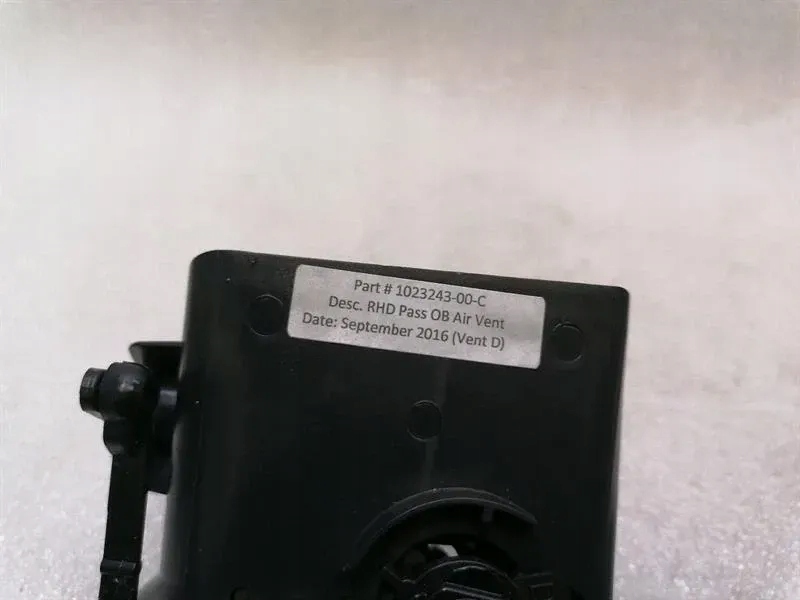 Part # 1023243-00-C
Desc. RHD Pass OB Air Vent
Date: September 2016 (Vent D)